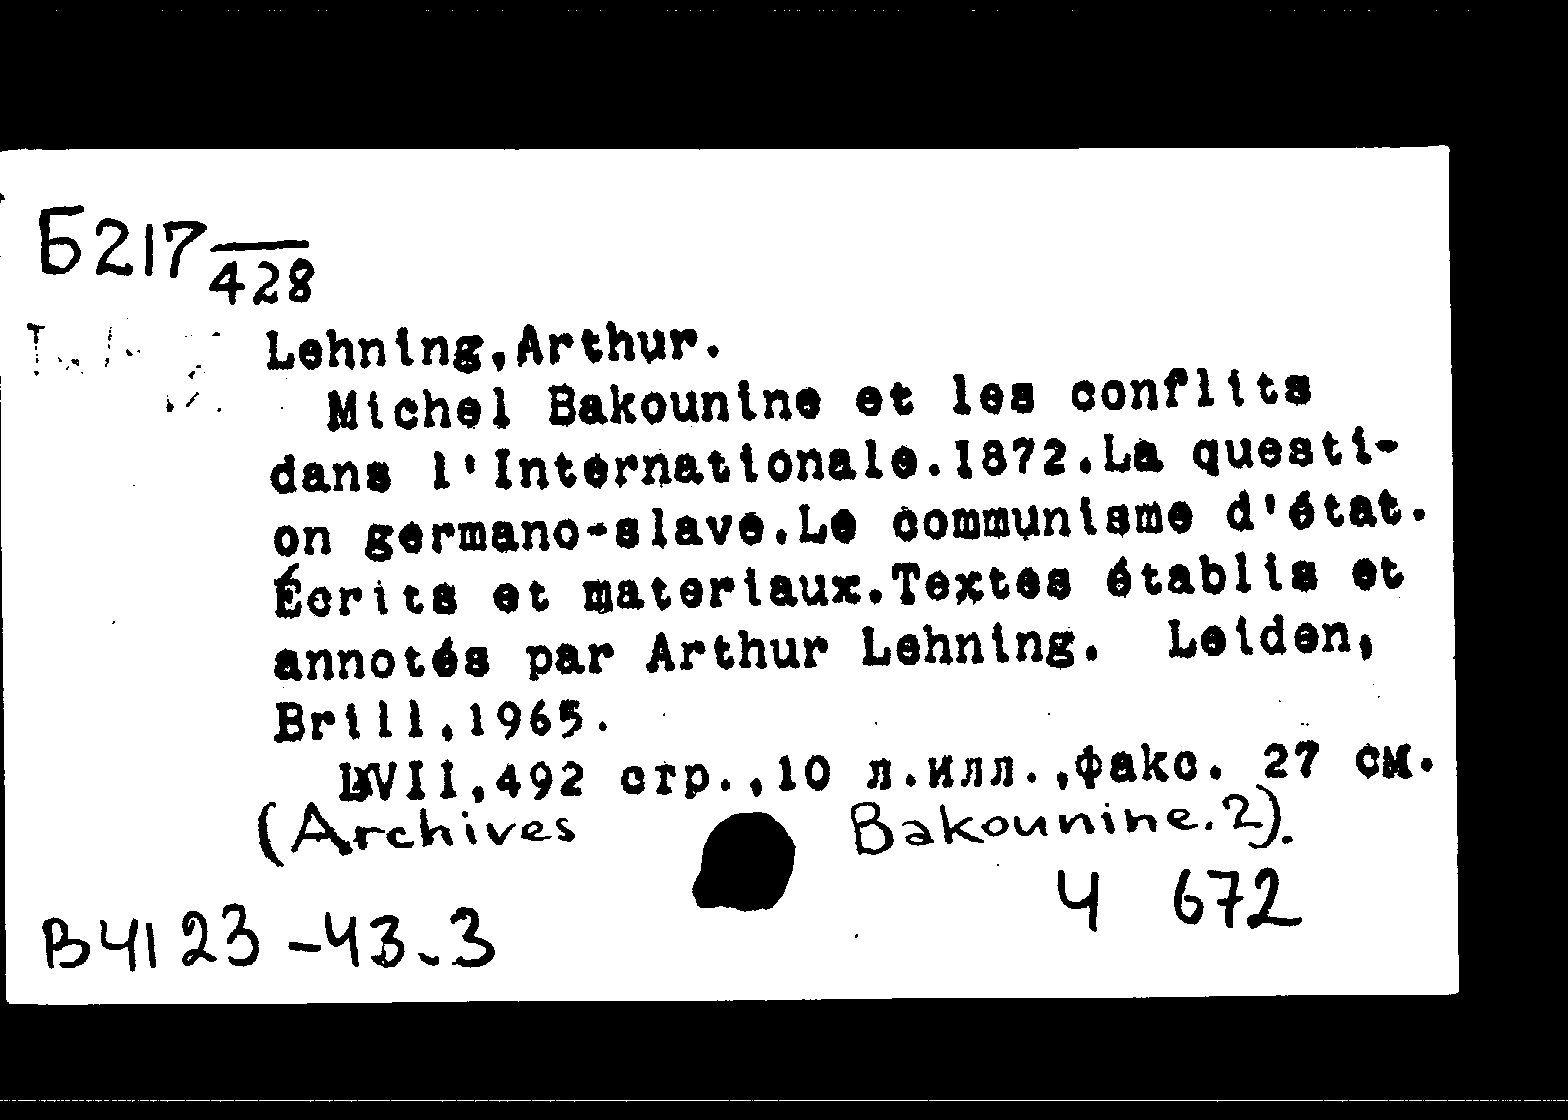 Б217
428
Lehning,Arthur.
Michel Bakounine et les conflits
dans l'Internationale.1872.La questi-
on germano-slave.Le communisme d'état.
Écrits et materiaux.Textes établis et
annotés par Arthur Lehning. Leiden,
Brill,1965.
LXVII,492 стр.,10 л.илл.,факс. 27 см.
(Archives Bakounine.2).
Ч 672
В4123-43.3